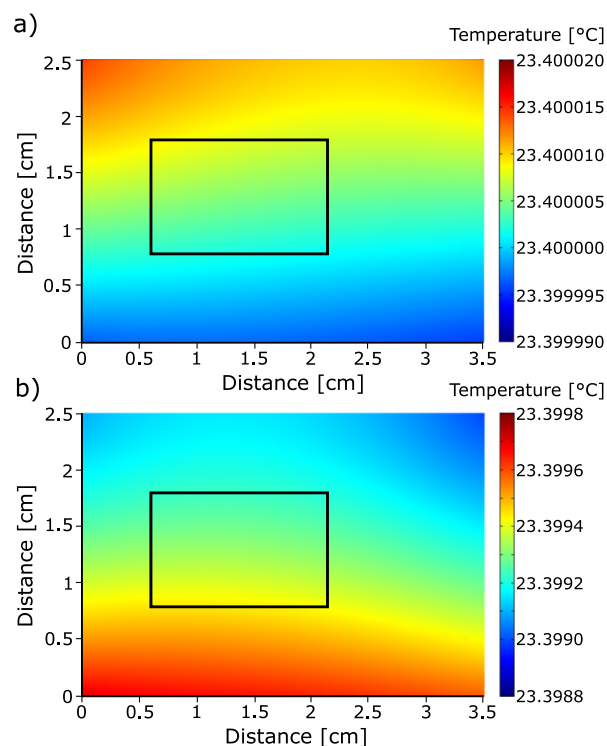 a)
Temperature [°C]
2.5
2
1.5
1
0.5
0
Distance [cm]
0 0.5 1 1.5 2 2.5 3 3.5
Distance [cm]
23.400020
23.400015
23.400010
23.400005
23.400000
23.399995
23.399990
b)
Temperature [°C]
2.5
2
1.5
1
0.5
0
Distance [cm]
0 0.5 1 1.5 2 2.5 3 3.5
Distance [cm]
23.3998
23.3996
23.3994
23.3992
23.3990
23.3988